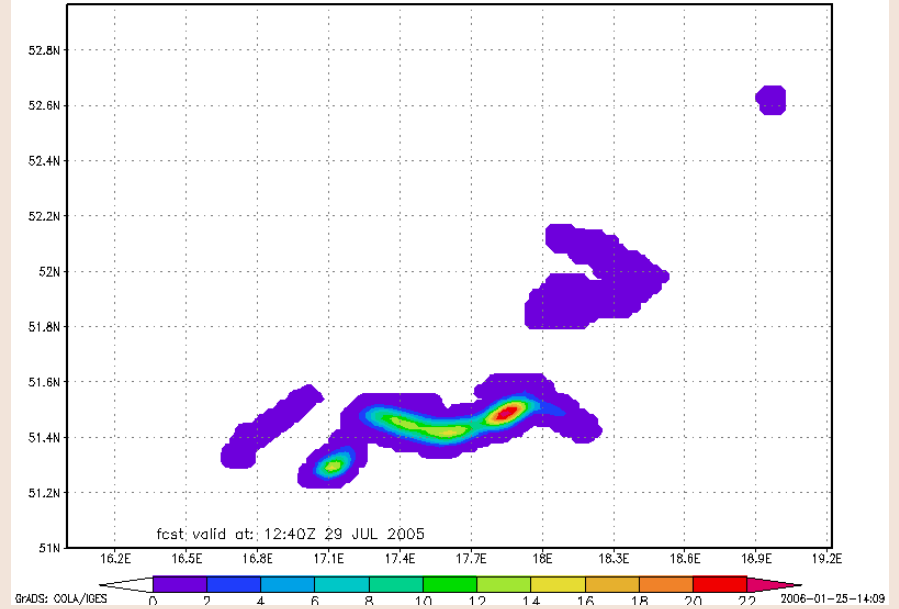 52.8N
52.6N
52.4N
52.2N
52N
51.8N
51.6N
51.4N
51.2N
51N
fcst valid at: 12:40Z 29 JUL 2005
16.2E 16.5E 16.8E 17.1E 17.4E 17.7E 18E 18.3E 18.6E 18.9E 19.2E
0 2 4 6 8 10 12 14 16 18 20 22
GrADS: COLA/IGES 2006-01-25-14:09